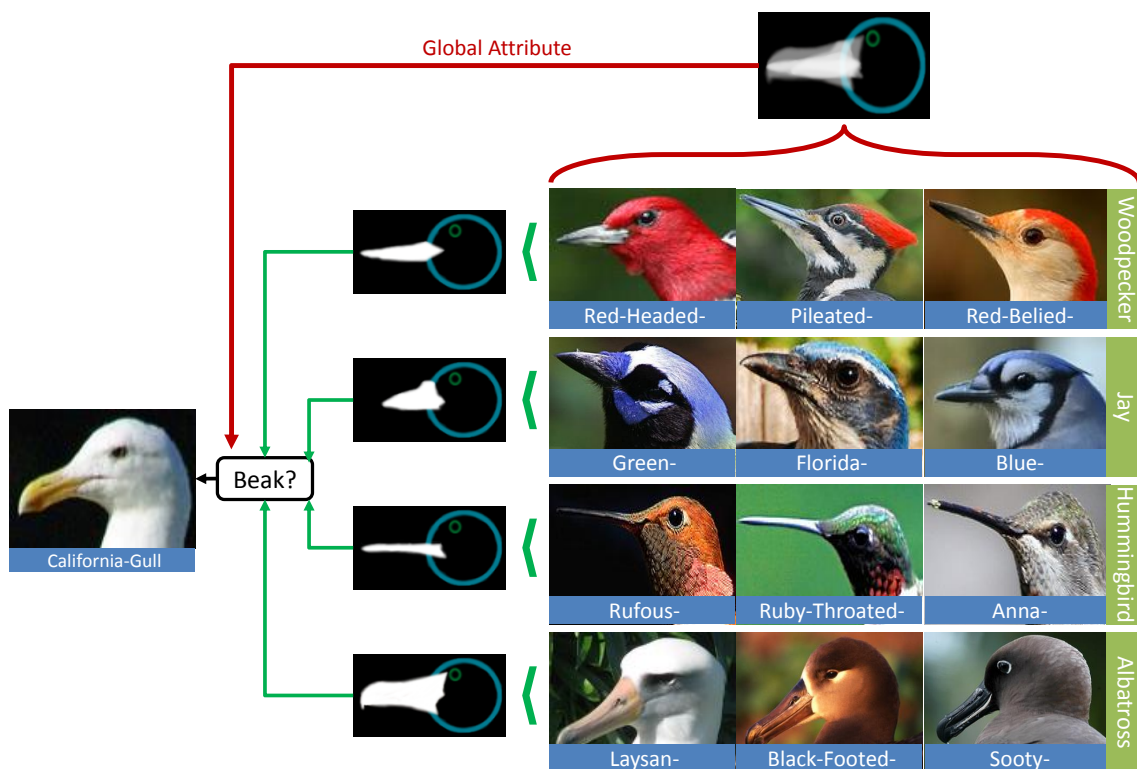 Global Attribute
Red-Headed-
Pileated-
Red-Belied-
Woodpecker
Green-
Florida-
Blue-
Jay
Beak?
California-Gull
Rufous-
Ruby-Throated-
Anna-
Hummingbird
Laysan-
Black-Footed-
Sooty-
Albatross